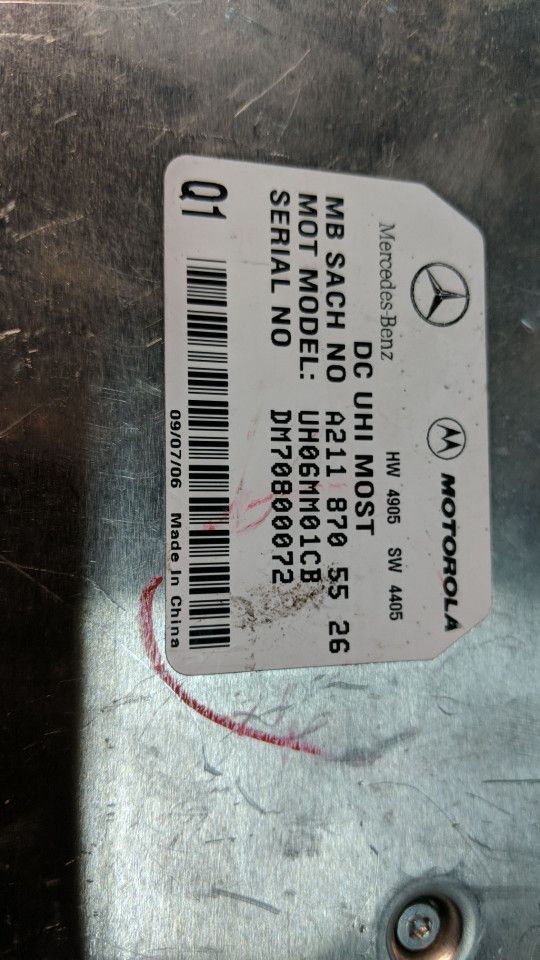 Mercedes-Benz
MOTOROLA
HW 4905 SW 4405
DC UHI MOST
MB SACH NO A211 870 55 26
MOT MODEL: UH06MM01CB
SERIAL NO DM70800072
Q1
09/07/06 Made In China